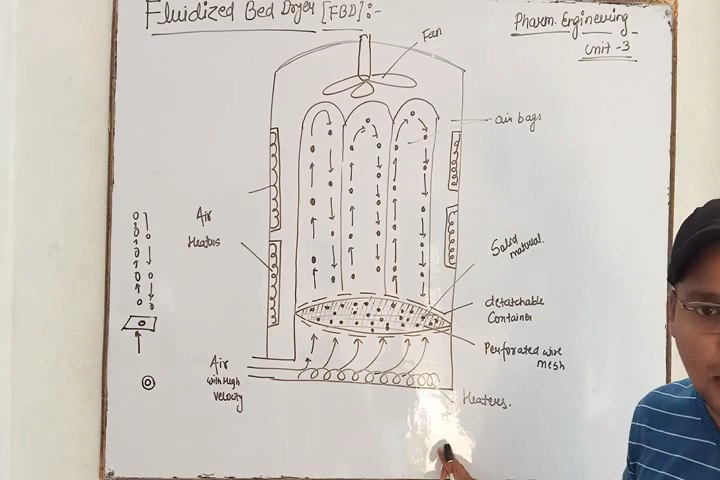 Fluidized Bed Dryer [FBD]:-
Pharm. Engineering
Unit -3
Fan
air bags
Air
Heaters
Solid
material.
detatchable
Container
Perforated wire
mesh
Air
with High
velocity
Heaters.